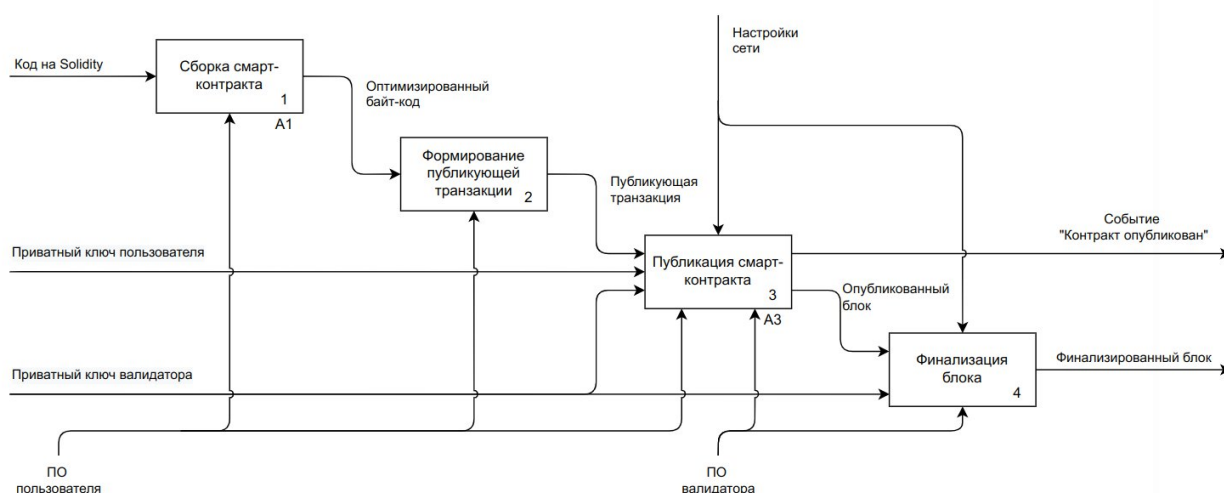 Настройки
сети
Код на Solidity
Сборка смарт-
контракта
1
A1
Оптимизированный
байт-код
Формирование
публикующей
транзакции
2
Публикующая
транзакция
Приватный ключ пользователя
Публикация смарт-
контракта
3
A3
Событие
"Контракт опубликован"
Опубликованный
блок
Приватный ключ валидатора
Финализация
блока
4
Финализированный блок
ПО
пользователя
ПО
валидатора